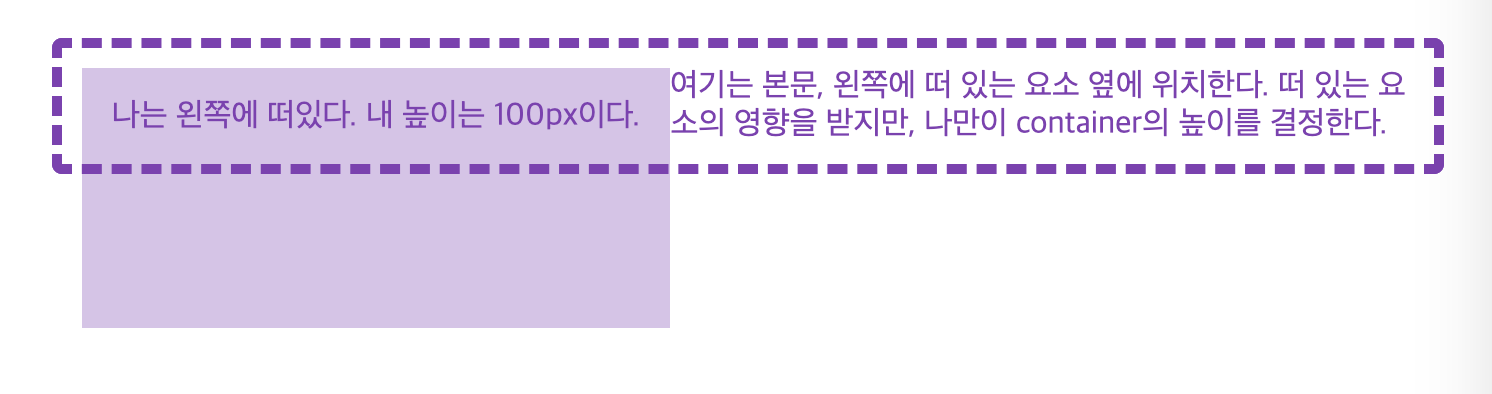 나는 왼쪽에 떠있다. 내 높이는 100px이다.
여기는 본문, 왼쪽에 떠 있는 요소 옆에 위치한다. 떠 있는 요
소의 영향을 받지만, 나만이 container의 높이를 결정한다.